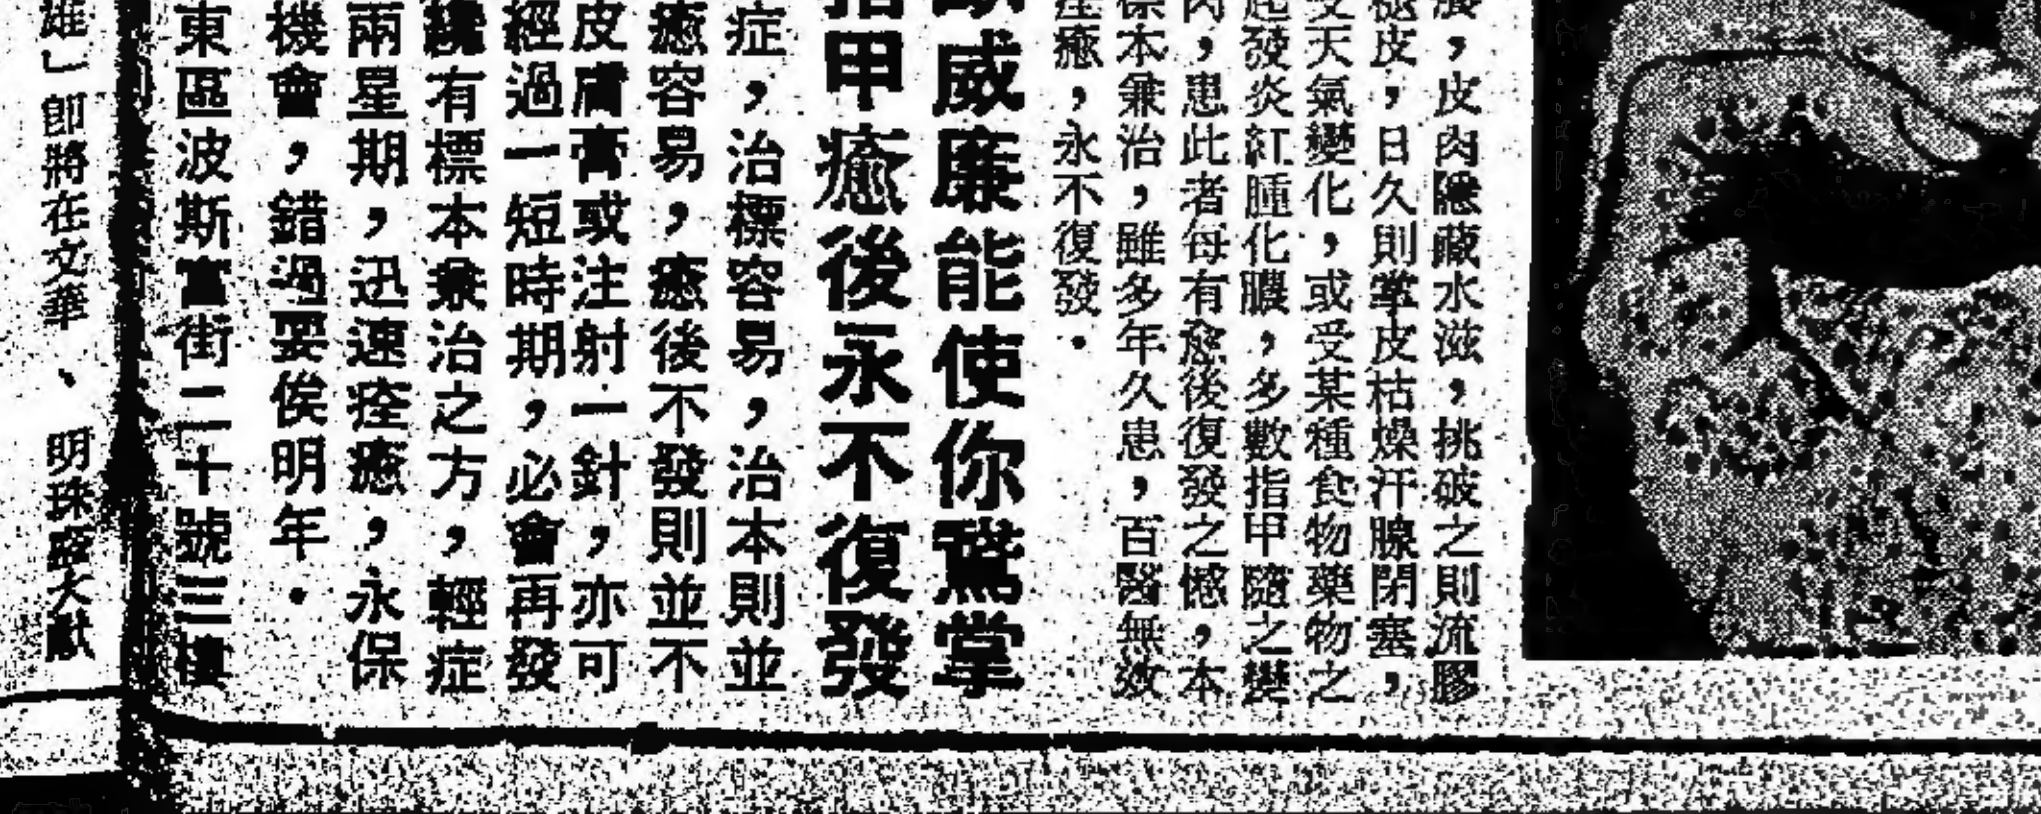 ，皮肉隱藏水滋，挑破之則流膠
皮，日久則掌皮枯燥汗腺閉塞，
受天氣變化，或受某種食物藥物之
起發炎紅腫化膿，多數指甲隨之變
肉，患此者每有愈後復發之憾，本
標本兼治，雖多年久患，百醫無效
痊癒，永不復發．
威廉能使你鵞掌
指甲癒後永不復發
症，治標容易，治本則並
癒容易，癒後不發則並不
皮膚膏或注射一針，亦可
經過一短時期，必會再發
有標本兼治之方，輕症
兩星期，迅速痊癒，永保
機會，錯過要俟明年．
東區波斯富街二十號三樓
雄」即將在文華、明珠盛大獻